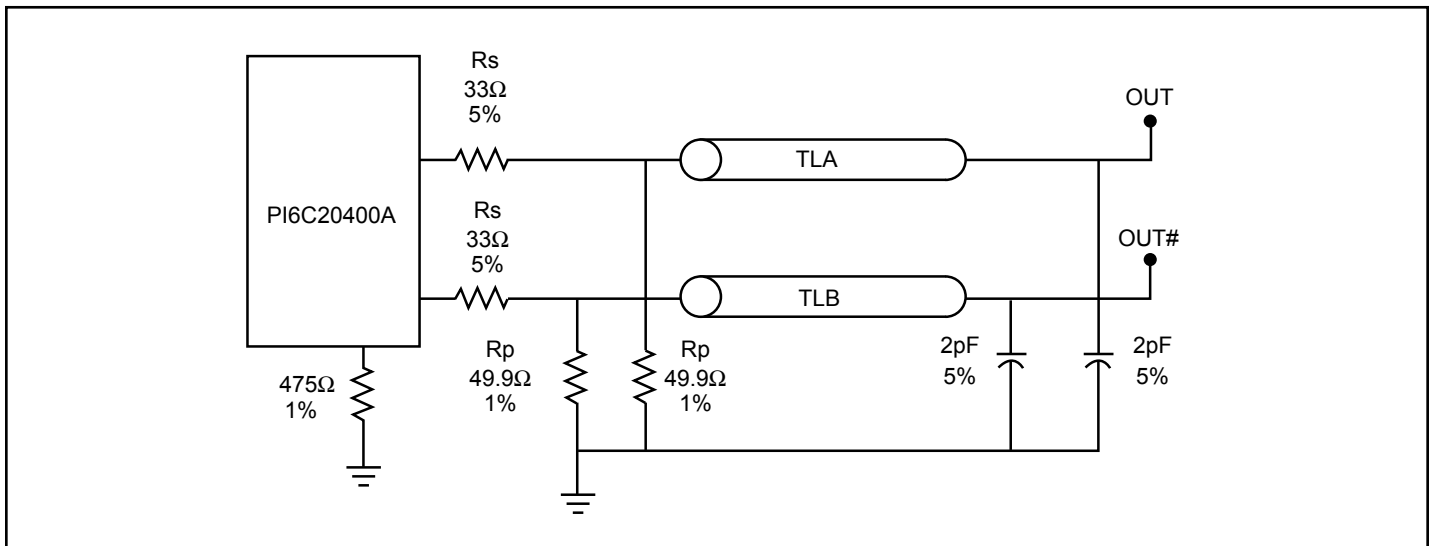 Rs
33Ω
5%
OUT
TLA
PI6C20400A
Rs
33Ω
5%
OUT#
TLB
Rp
49.9Ω
1%
Rp
49.9Ω
1%
2pF
5%
2pF
5%
475Ω
1%